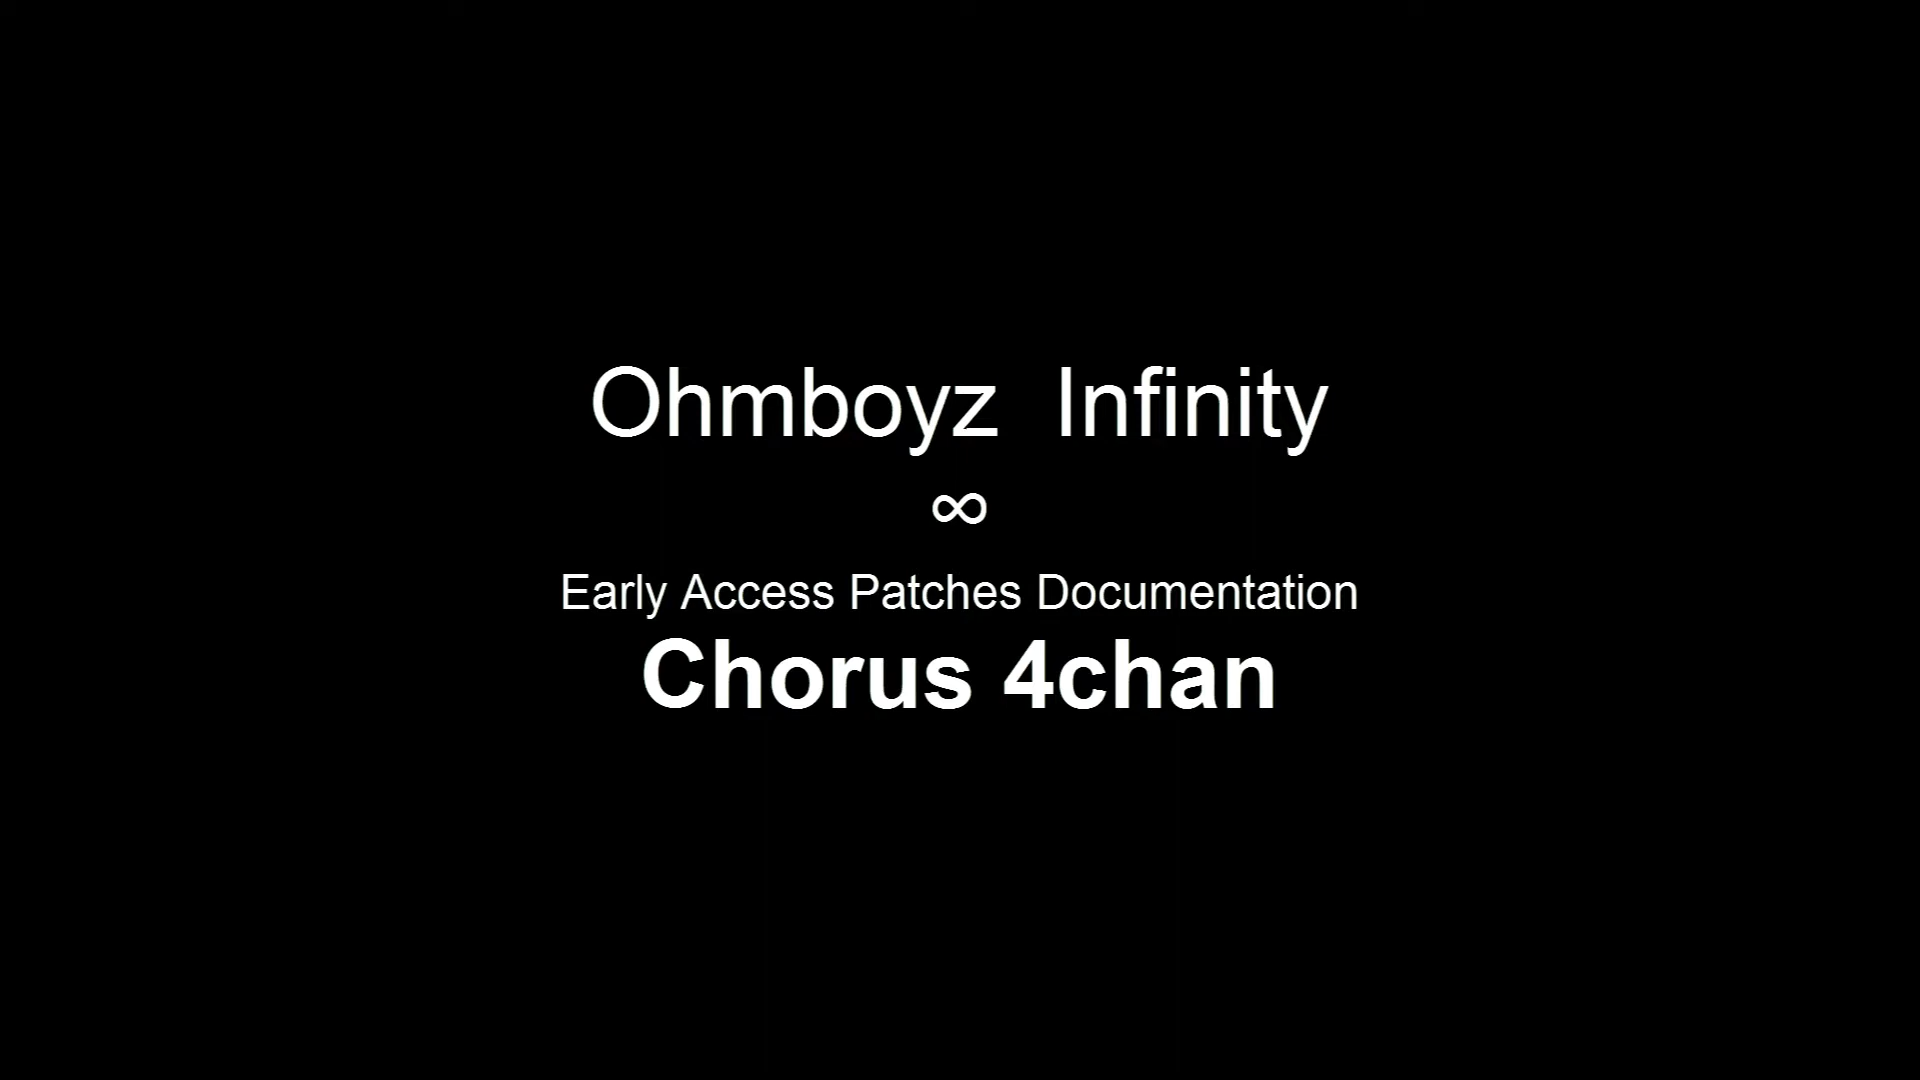 Ohmboyz  Infinity
∞
Early Access Patches Documentation
Chorus 4chan